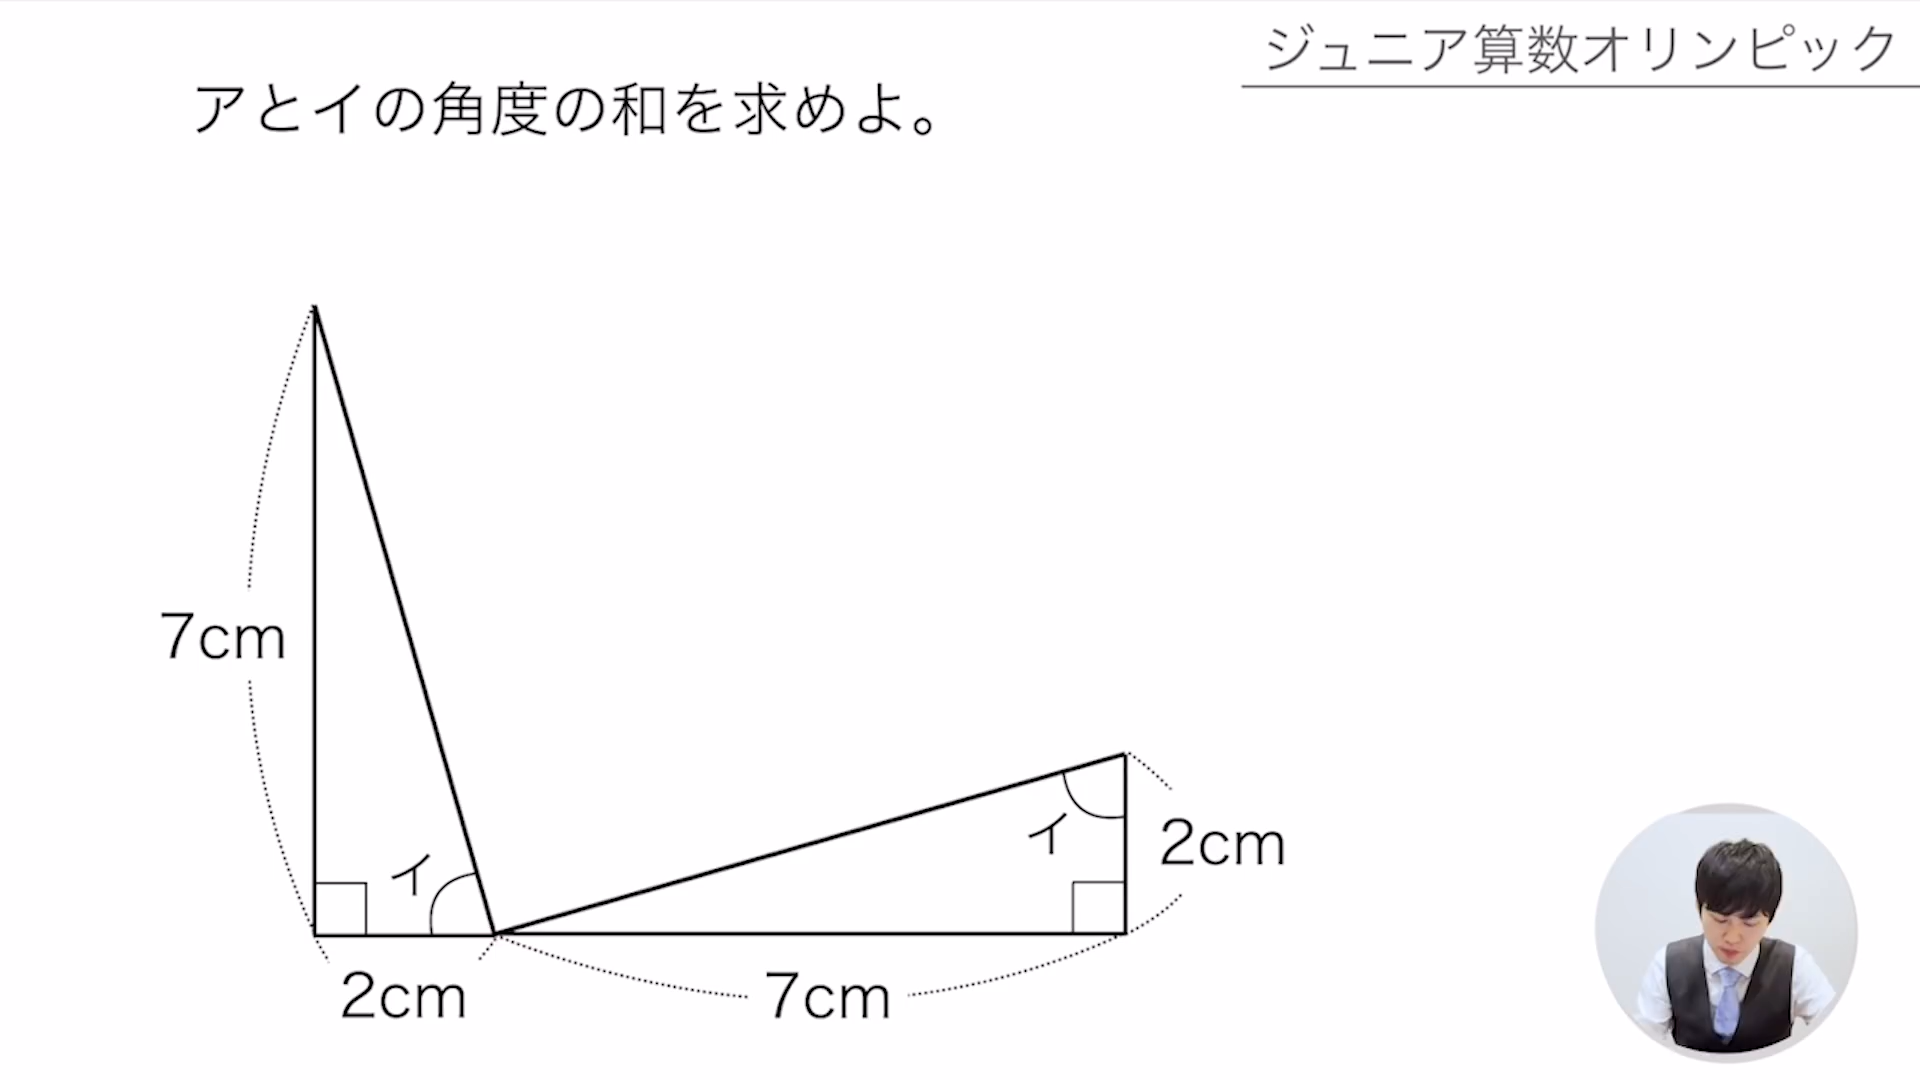 ジュニア算数オリンピック
アとイの角度の和を求めよ。
7cm
イ
イ
2cm
2cm
7cm